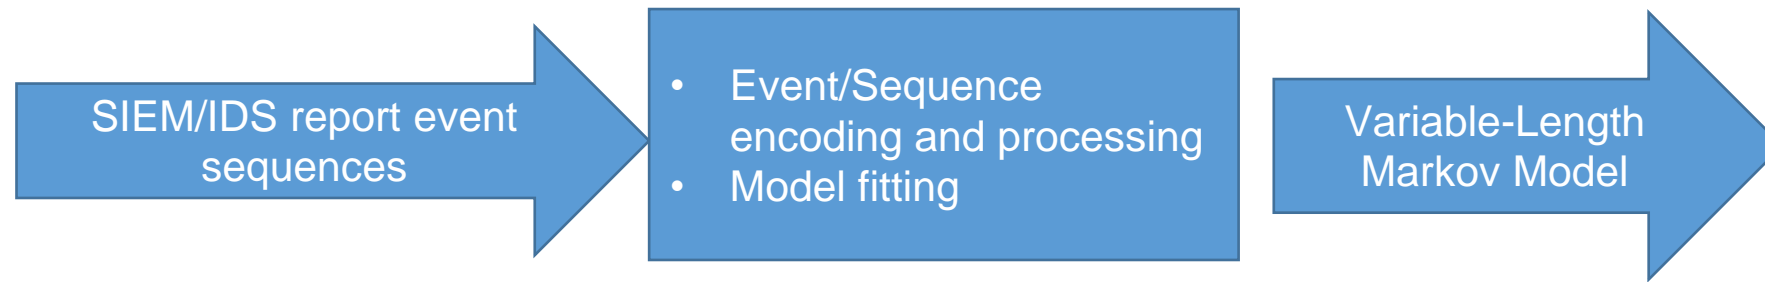 SIEM/IDS report event
sequences
• Event/Sequence
encoding and processing
• Model fitting
Variable-Length
Markov Model